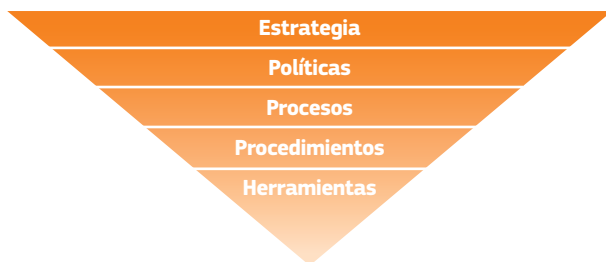 Estrategia
Políticas
Procesos
Procedimientos
Herramientas